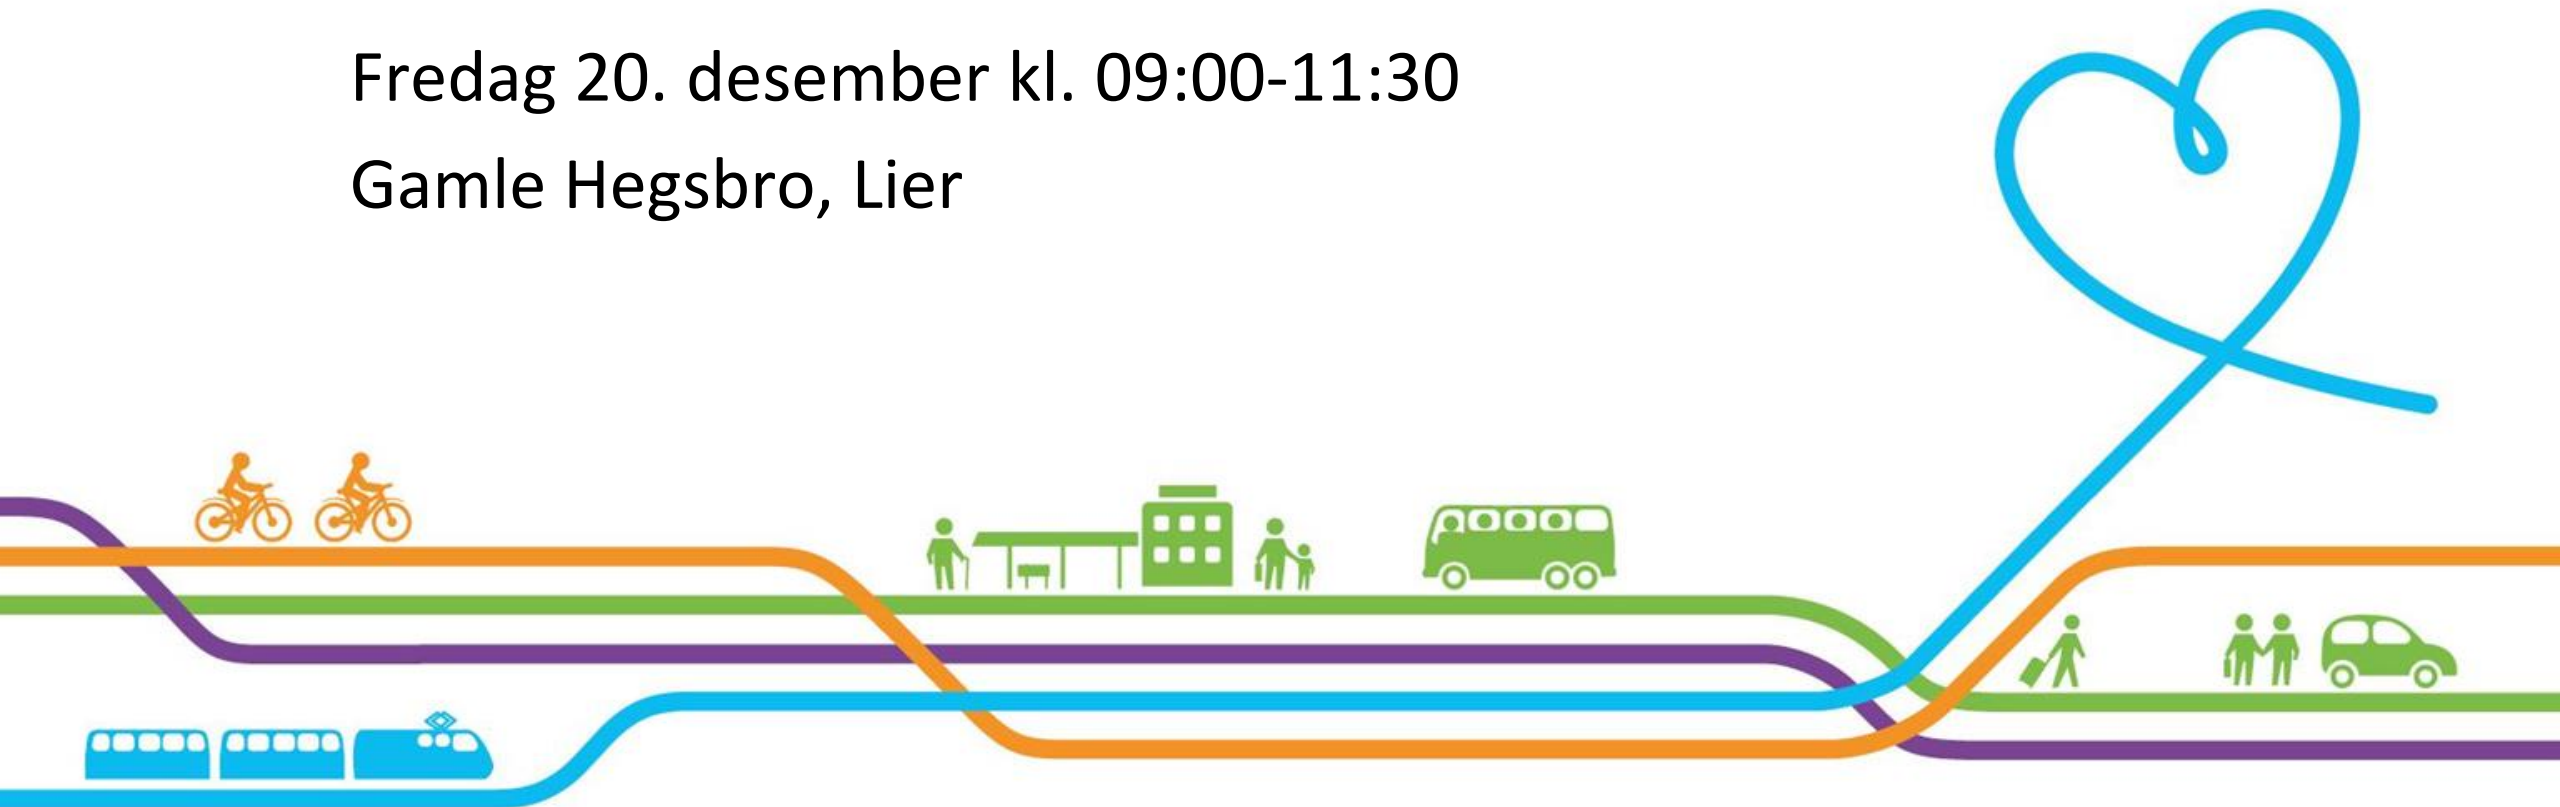 Fredag 20. desember kl. 09:00-11:30
Gamle Hegsbro, Lier